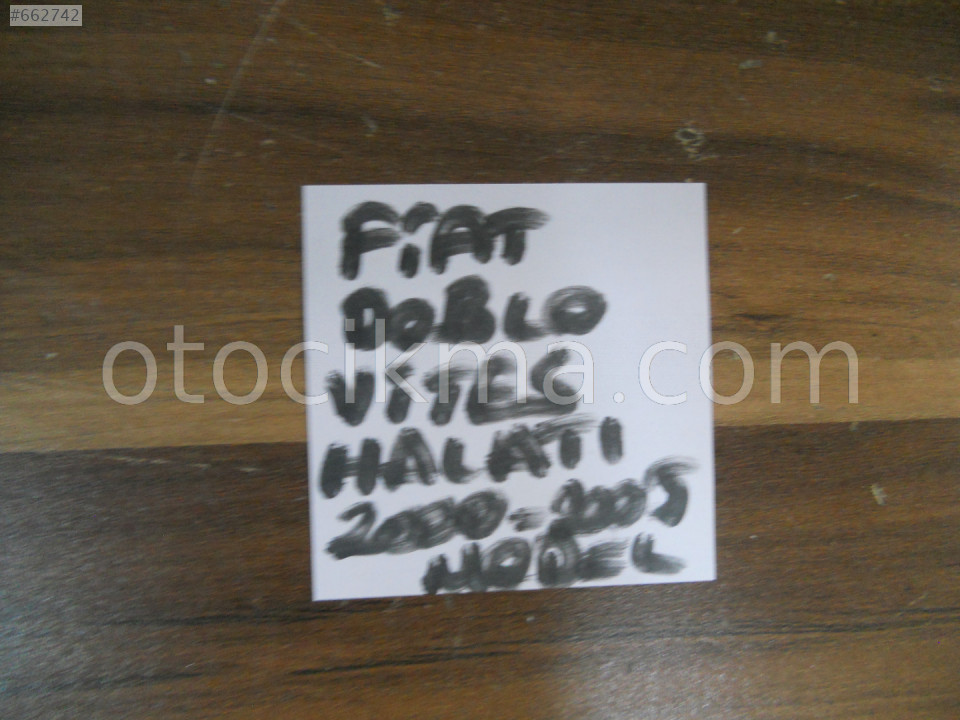 #662742
FiAT
DOBLO
ViTES
HALATI
2000-2005
MODEL
otocikma.com